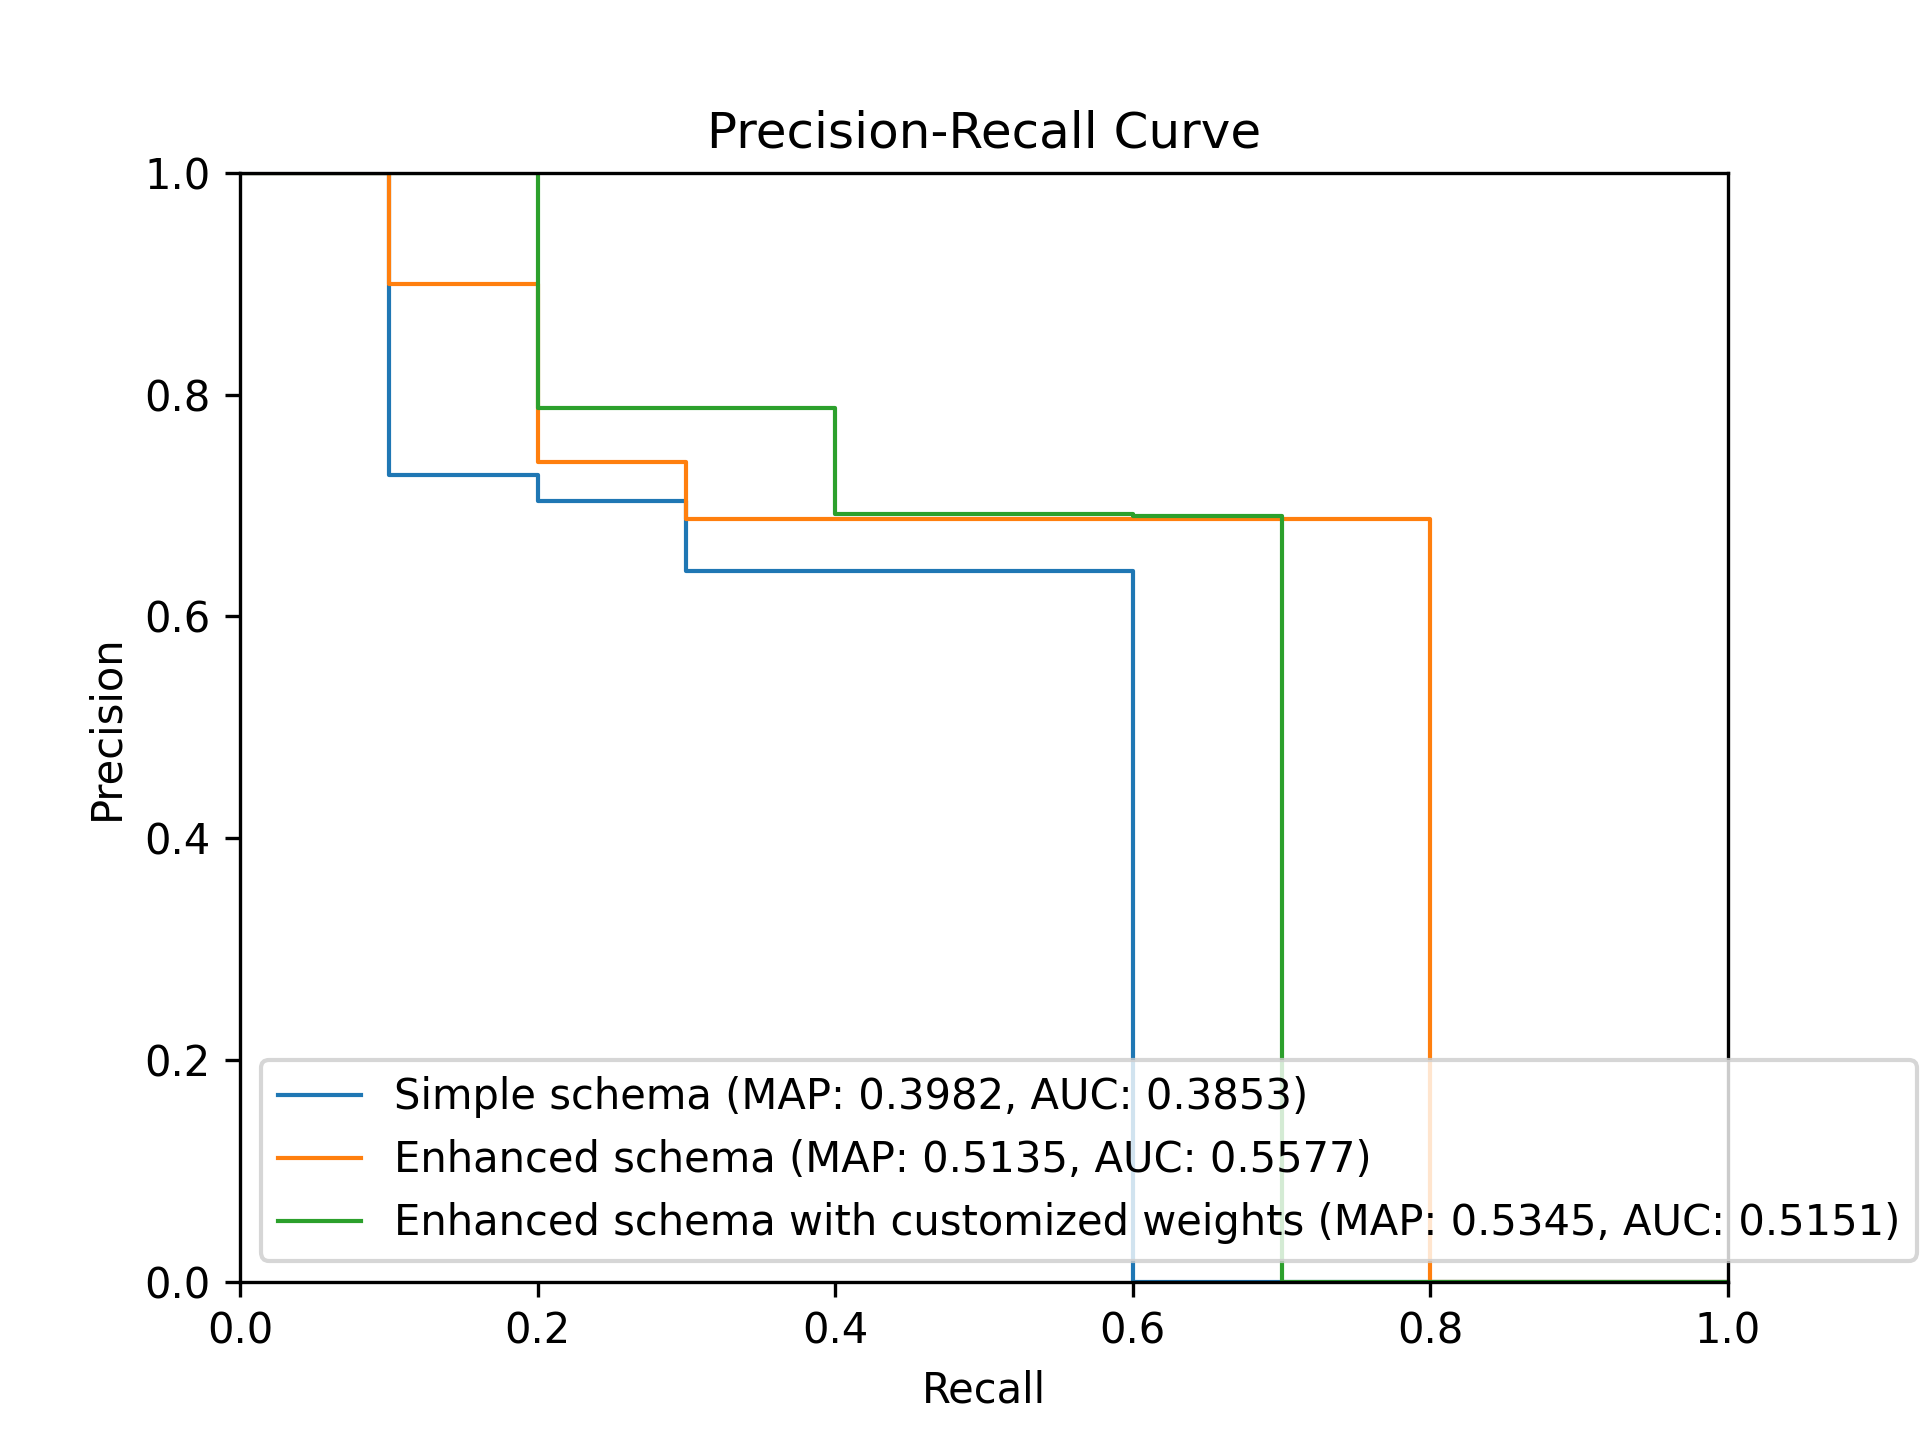 Precision-Recall Curve
1.0
0.8
0.6
0.4
0.2
0.0
Precision
Simple schema (MAP: 0.3982, AUC: 0.3853)
Enhanced schema (MAP: 0.5135, AUC: 0.5577)
Enhanced schema with customized weights (MAP: 0.5345, AUC: 0.5151)
0.0 0.2 0.4 0.6 0.8 1.0
Recall